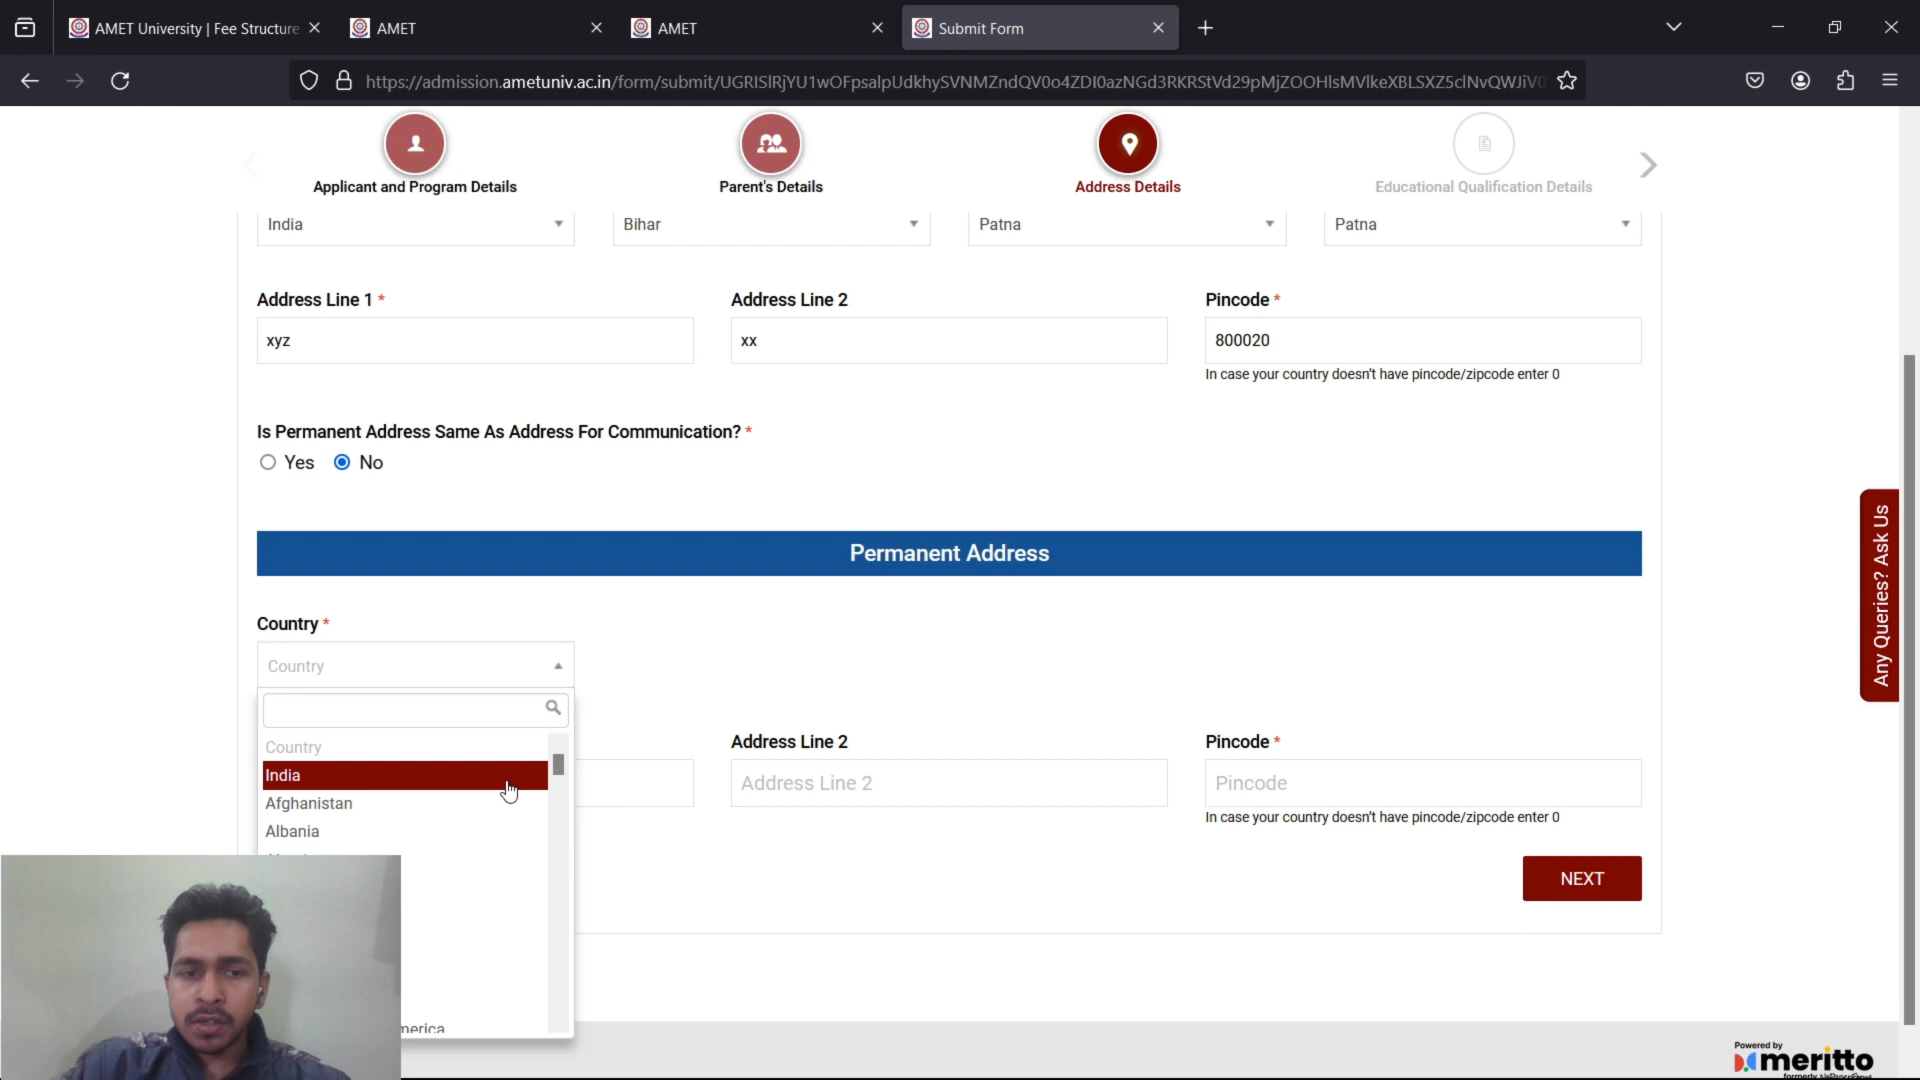 AMET University | Fee Structure
AMET
AMET
Submit Form
https://admission.ametuniv.ac.in/form/submit/
Applicant and Program Details
Parent's Details
Address Details
Educational Qualification Details
India
Bihar
Patna
Patna
Address Line 1 *
Address Line 2
Pincode *
xyz
xx
800020
In case your country doesn't have pincode/zipcode enter 0
Is Permanent Address Same As Address For Communication? *
Yes
No
Permanent Address
Country *
Country
Country
India
Afghanistan
Albania
merica
Address Line 2
Pincode *
Address Line 2
Pincode
In case your country doesn't have pincode/zipcode enter 0
NEXT
Any Queries? Ask Us
Powered by
meritto